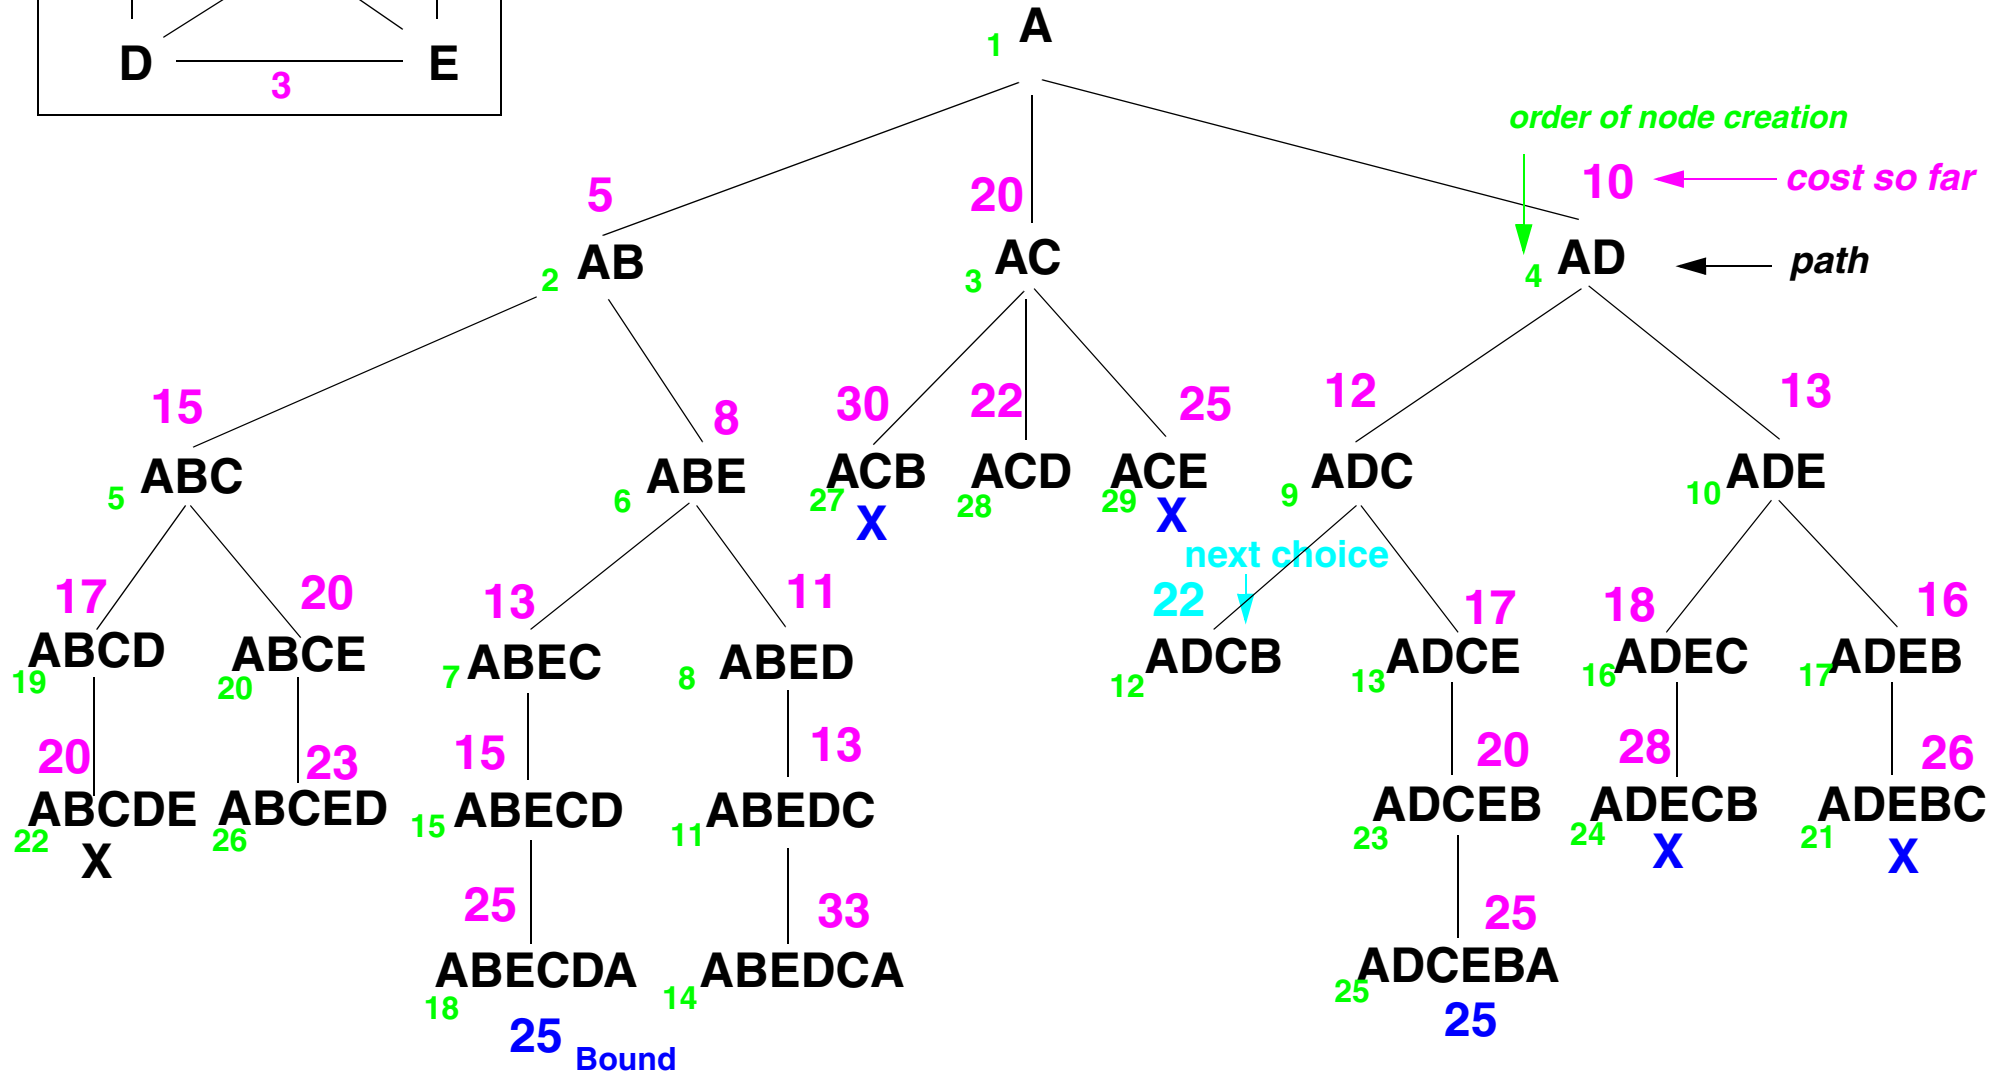 D E
3
A
1
order of node creation
5 20 10 cost so far
AB AC AD path
2 3 4
15 8 30 22 25 12 13
ABC ABE ACB ACD ACE ADC ADE
5 6 27 28 29 9 10
X X
next choice
17 20 13 11 22 17 18 16
ABCD ABCE ABEC ABED ADCB ADCE ADEC ADEB
19 20 7 8 12 13 16 17
20 23 15 13 20 28 26
ABCDE ABCED ABECD ABEDC ADCEB ADECB ADEBC
22 26 15 11 23 24 21
X X X
25 33 25
ABECDA ABEDCA ADCEBA
18 14 25
25 Bound 25